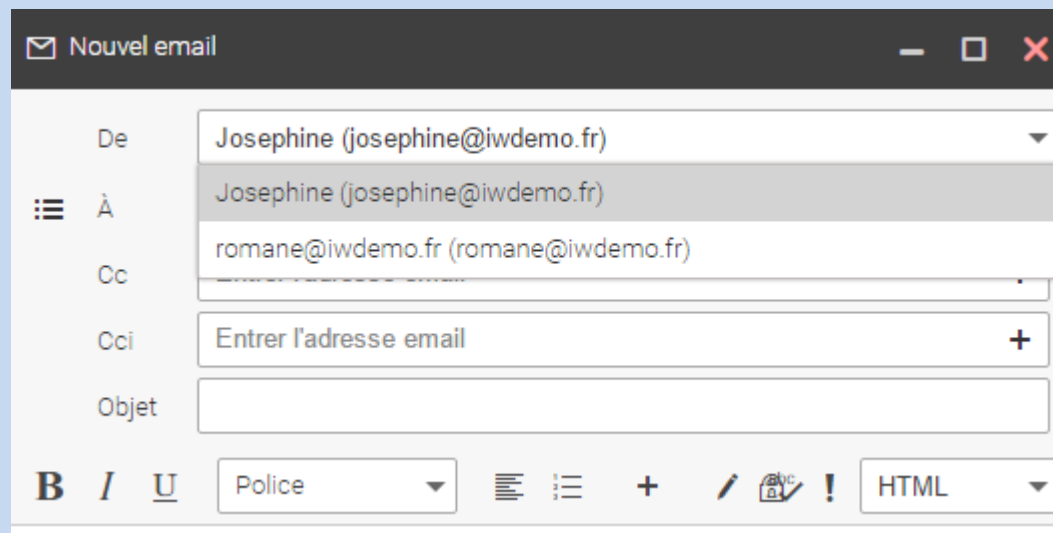 Nouvel email
De Josephine (josephine@iwdemo.fr)
Josephine (josephine@iwdemo.fr)
À
romane@iwdemo.fr (romane@iwdemo.fr)
Cc
Cci Entrer l'adresse email
Objet
B I U Police HTML